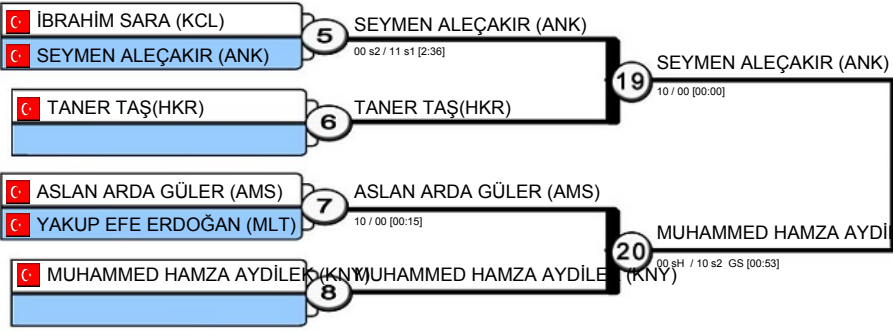 İBRAHİM SARA (KCL)
SEYMEN ALEÇAKIR (ANK)
5
SEYMEN ALEÇAKIR (ANK)
00 s2 / 11 s1 [2:36]
TANER TAŞ(HKR)
6
TANER TAŞ(HKR)
19
SEYMEN ALEÇAKIR (ANK)
10 / 00 [00:00]
ASLAN ARDA GÜLER (AMS)
YAKUP EFE ERDOĞAN (MLT)
7
ASLAN ARDA GÜLER (AMS)
10 / 00 [00:15]
MUHAMMED HAMZA AYDİLEK (KNY)
8
MUHAMMED HAMZA AYDİLEK (KNY)
20
MUHAMMED HAMZA AYDİL
00 sH / 10 s2 GS [00:53]